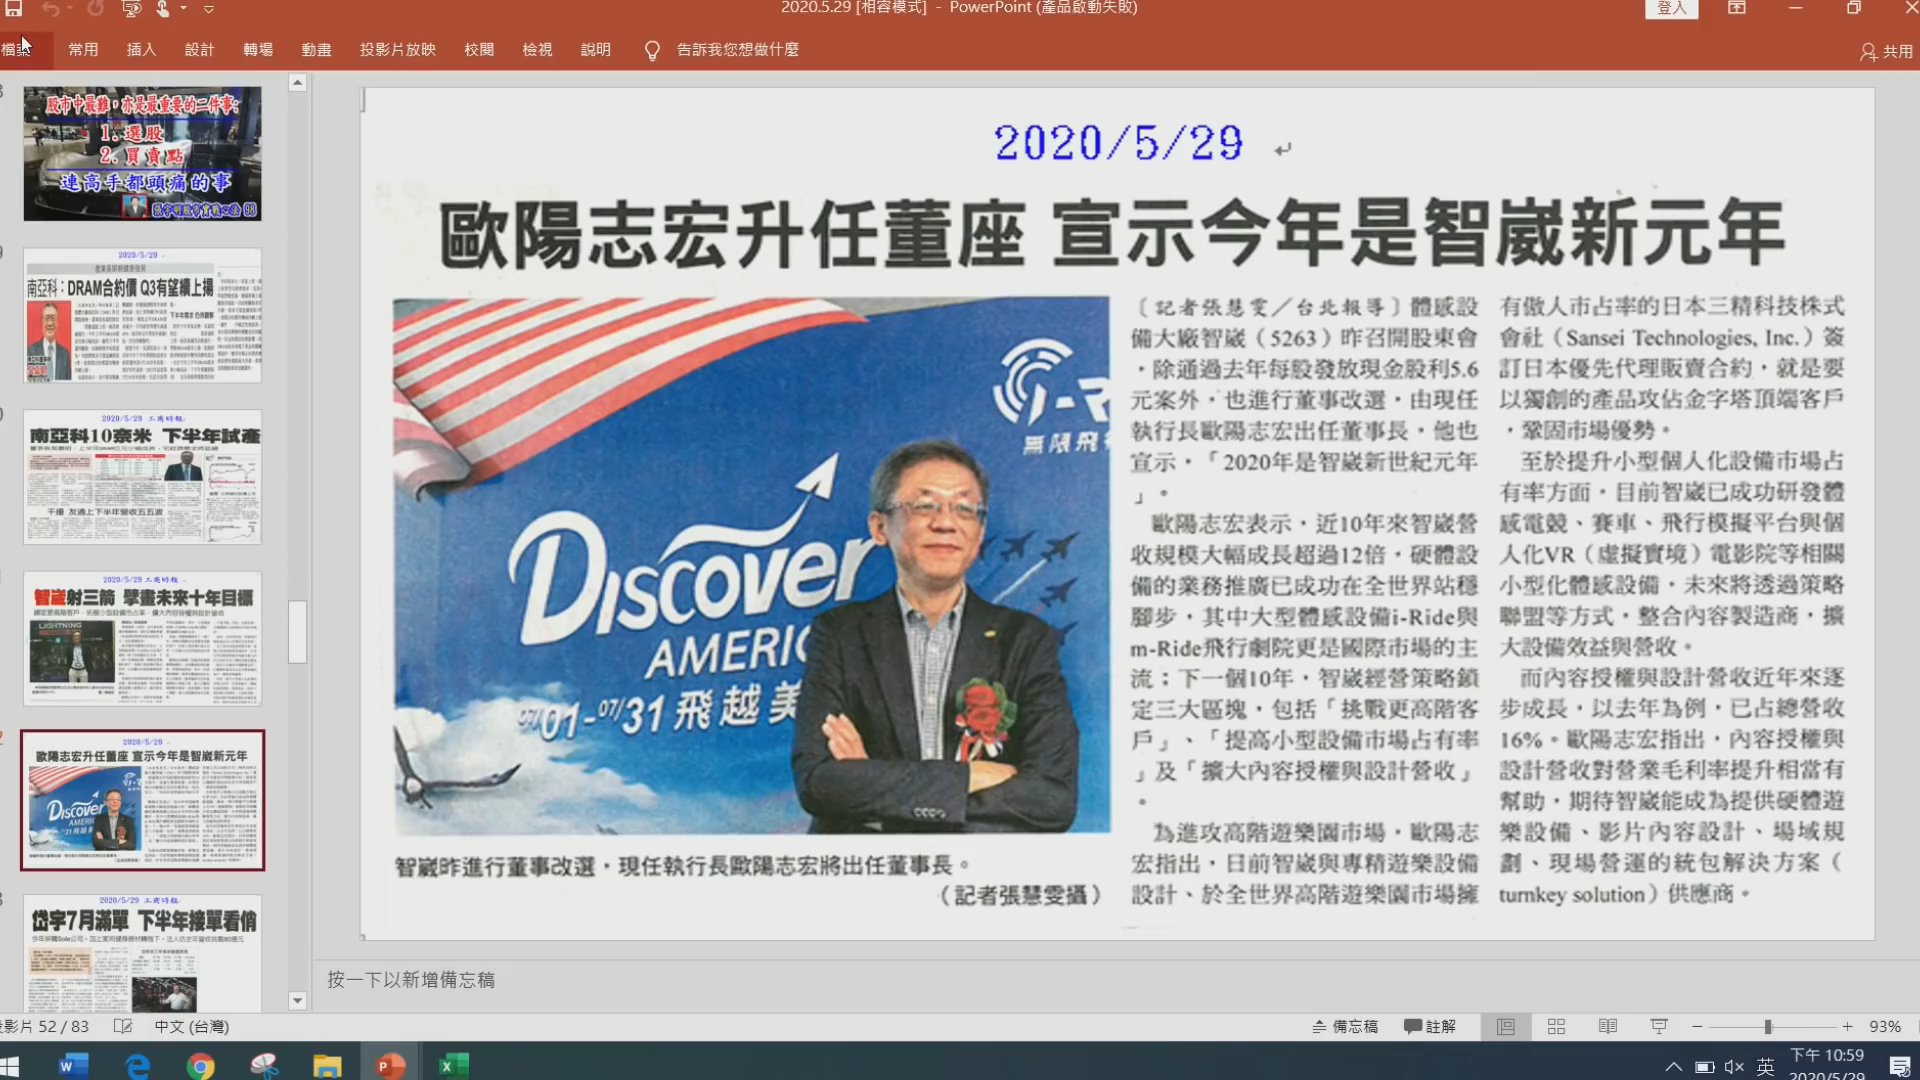 2020.5.29 [相容模式] - PowerPoint (產品啟動失敗)
登入
檔案 常用 插入 設計 轉場 動畫 投影片放映 校閱 檢視 說明 告訴我您想做什麼
共用
股市中最難，亦是最重要的二件事:
1.選股
2.買賣點
連高手都頭痛的事
2020/5/29
南亞科：DRAM合約價 Q3有望續上揚
2020/5/29 工商時報
南亞科10奈米 下半年試產
2020/5/29 工商時報
智崴射三箭 擘畫未來十年目標
2020/5/29
歐陽志宏升任董座 宣示今年是智崴新元年
2020/5/29 工商時報
岱宇7月滿單 下半年接單看俏
2020/5/29
歐陽志宏升任董座 宣示今年是智崴新元年
i-R
無限飛
DISCOVER
AMERIC
07/01-07/31 飛越美
智崴昨進行董事改選，現任執行長歐陽志宏將出任董事長。
（記者張慧雯攝）
〔記者張慧雯／台北報導〕體感設
備大廠智崴（5263）昨召開股東會
，除通過去年每股發放現金股利5.6
元案外，也進行董事改選，由現任
執行長歐陽志宏出任董事長，他也
宣示，「2020年是智崴新世紀元年
」。
歐陽志宏表示，近10年來智崴營
收規模大幅成長超過12倍，硬體設
備的業務推廣已成功在全世界站穩
腳步，其中大型體感設備i-Ride與
m-Ride飛行劇院更是國際市場的主
流；下一個10年，智崴經營策略鎖
定三大區塊，包括「挑戰更高階客
戶」、「提高小型設備市場占有率
」及「擴大內容授權與設計營收」
。
為進攻高階遊樂園市場，歐陽志
宏指出，日前智崴與專精遊樂設備
設計、於全世界高階遊樂園市場擁
有傲人市占率的日本三精科技株式
會社（Sansei Technologies, Inc.）簽
訂日本優先代理販賣合約，就是要
以獨創的產品攻佔金字塔頂端客戶
，鞏固市場優勢。
至於提升小型個人化設備市場占
有率方面，目前智崴已成功研發體
感電競、賽車、飛行模擬平台與個
人化VR（虛擬實境）電影院等相關
小型化體感設備，未來將透過策略
聯盟等方式，整合內容製造商，擴
大設備效益與營收。
而內容授權與設計營收近年來逐
步成長，以去年為例，已占總營收
16%。歐陽志宏指出，內容授權與
設計營收對營業毛利率提升相當有
幫助，期待智崴能成為提供硬體遊
樂設備、影片內容設計、場域規
劃、現場營運的統包解決方案（
turnkey solution）供應商。
按一下以新增備忘稿
影片 52 / 83 中文 (台灣)
備忘稿 註解 93%
英
下午 10:59
2020/5/29